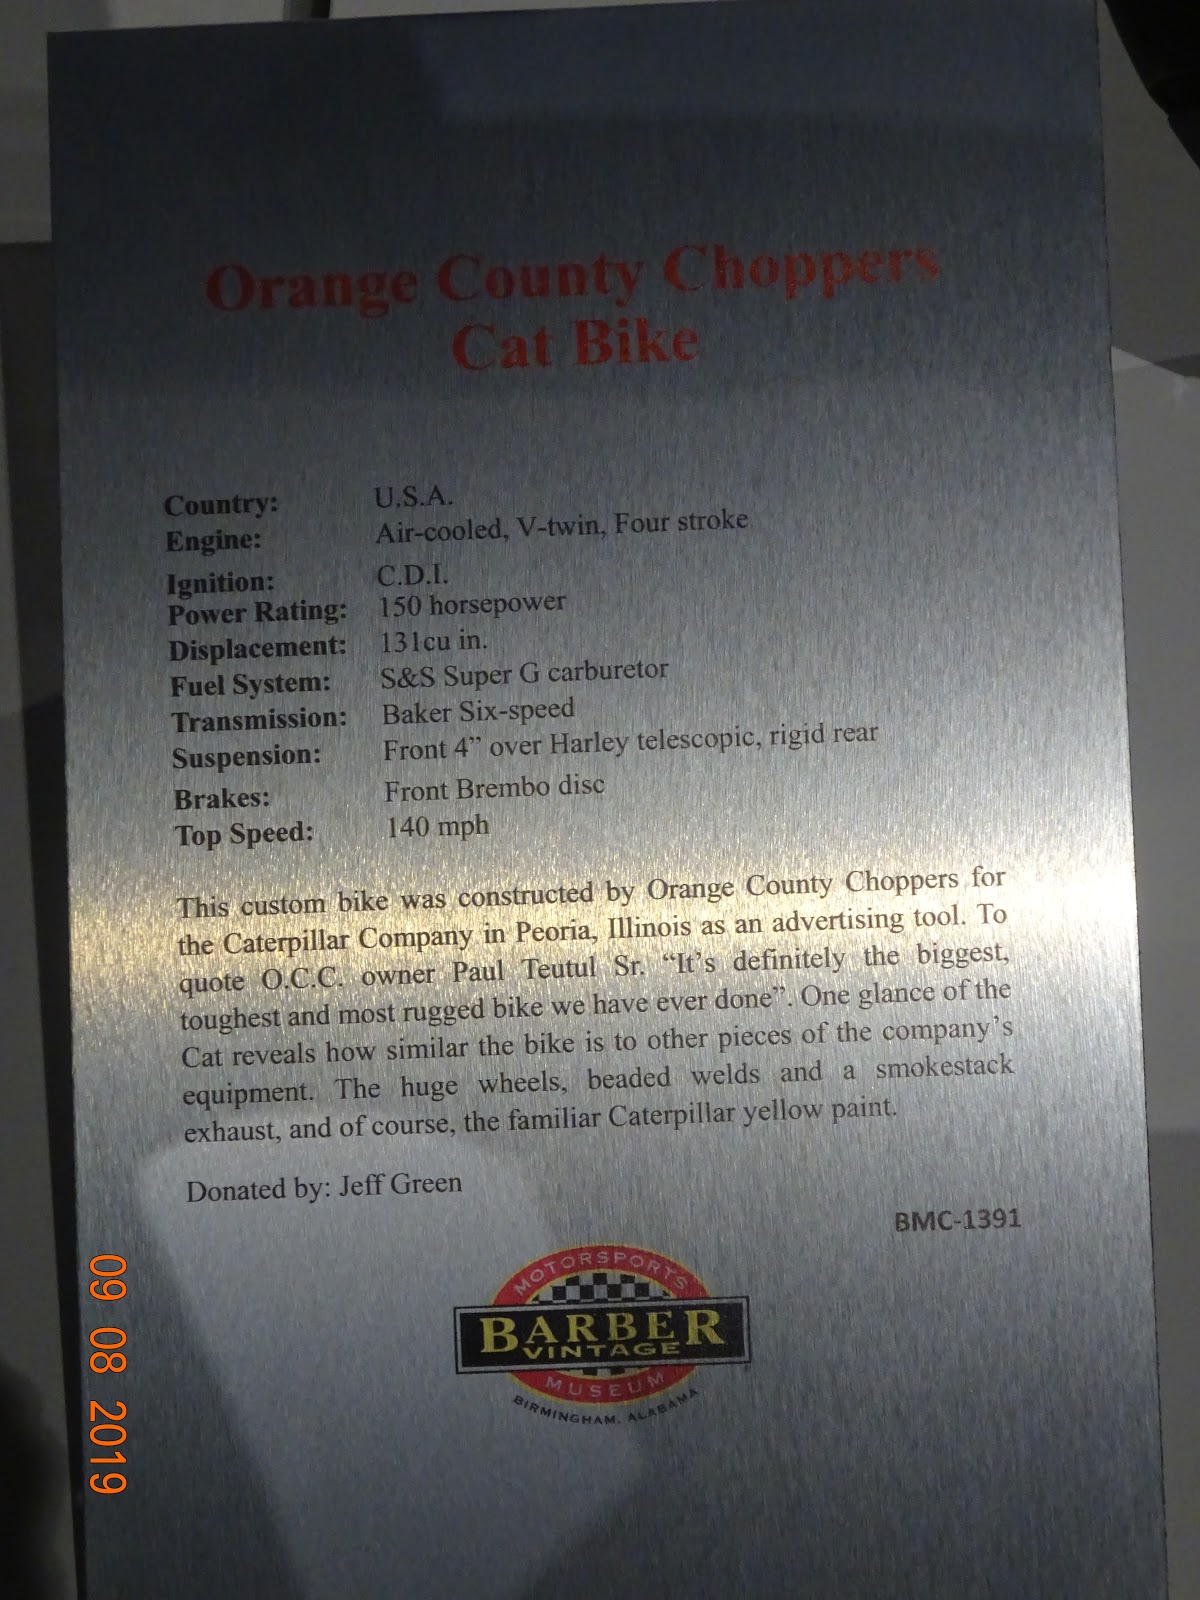 Orange County Choppers
Cat Bike
Country: U.S.A.
Engine: Air-cooled, V-twin, Four stroke
Ignition: C.D.I.
Power Rating: 150 horsepower
Displacement: 131cu in.
Fuel System: S&S Super G carburetor
Transmission: Baker Six-speed
Suspension: Front 4” over Harley telescopic, rigid rear
Brakes: Front Brembo disc
Top Speed: 140 mph
This custom bike was constructed by Orange County Choppers for
the Caterpillar Company in Peoria, Illinois as an advertising tool. To
quote O.C.C. owner Paul Teutul Sr. “It’s definitely the biggest,
toughest and most rugged bike we have ever done”. One glance of the
Cat reveals how similar the bike is to other pieces of the company’s
equipment. The huge wheels, beaded welds and a smokestack
exhaust, and of course, the familiar Caterpillar yellow paint.
Donated by: Jeff Green
BMC-1391
MOTORSPORTS
BARBER
VINTAGE
MUSEUM
BIRMINGHAM, ALABAMA
09 08 2019